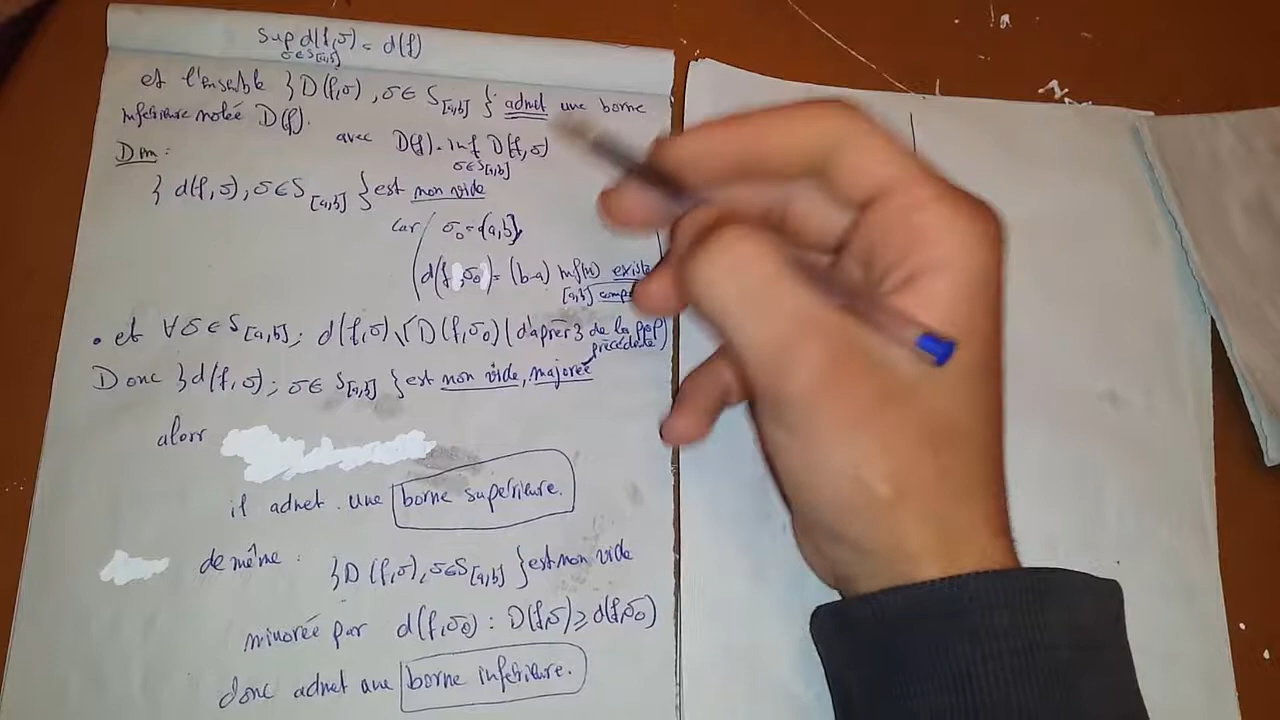 Sup d(f,σ) = d(f)
σ∈S[a,b]
et l'ensemble }D(f,σ), σ∈ S[a,b] } admet une borne
inférieure notée D(f).
avec D(f) = inf D(f,σ)
σ∈S[a,b]
Dm :
} d(f,σ), σ∈S[a,b] } est non vide
car σ₀ = {a,b}
d(f,σ₀) = (b-a) inf(x) existe
[a,b] comp
• et ∀σ∈S[a,b]; d(f,σ) ≤ D(f,σ₀) (d'après 3 de la prop
précédente)
Donc }d(f,σ); σ∈ S[a,b] } est non vide, majorée
alors
il admet une borne supérieure.
de même : }D(f,σ), σ∈S[a,b] } est non vide
minorée par d(f,σ₀) : D(f,σ) ≥ d(f,σ₀)
donc admet une borne inférieure.